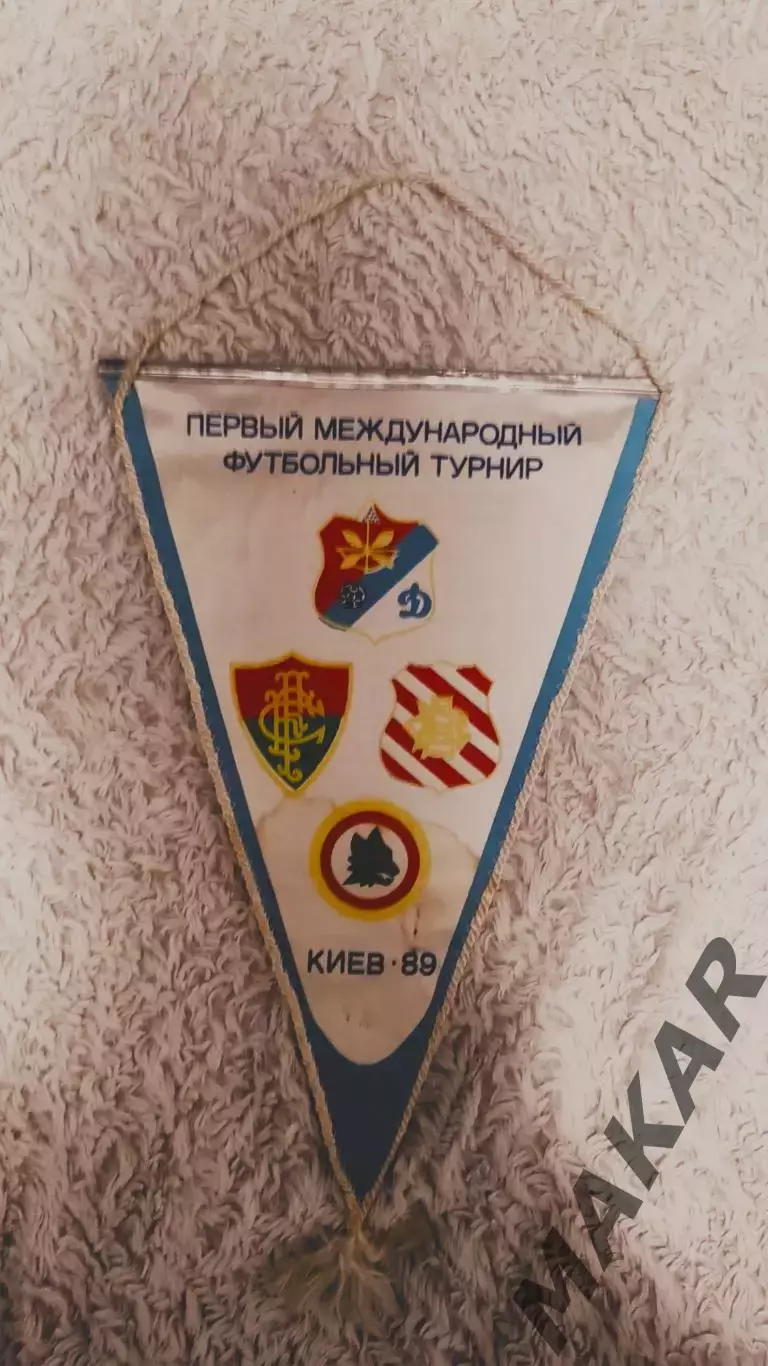 ПЕРВЫЙ МЕЖДУНАРОДНЫЙ
ФУТБОЛЬНЫЙ ТУРНИР
Д
КИЕВ·89
MAKAR